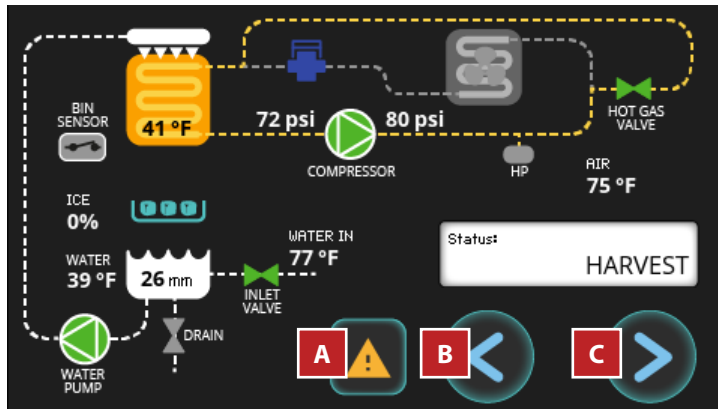 BIN
SENSOR
41 °F
72 psi
80 psi
COMPRESSOR
HP
HOT GAS
VALVE
AIR
75 °F
ICE
0%
WATER
39 °F
26 mm
WATER IN
77 °F
INLET
VALVE
DRAIN
WATER
PUMP
Status:
HARVEST
A
B
C